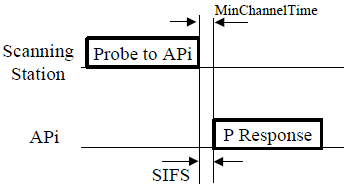 MinChannelTime
Scanning
Station
Probe to APi
APi
P Response
SIFS